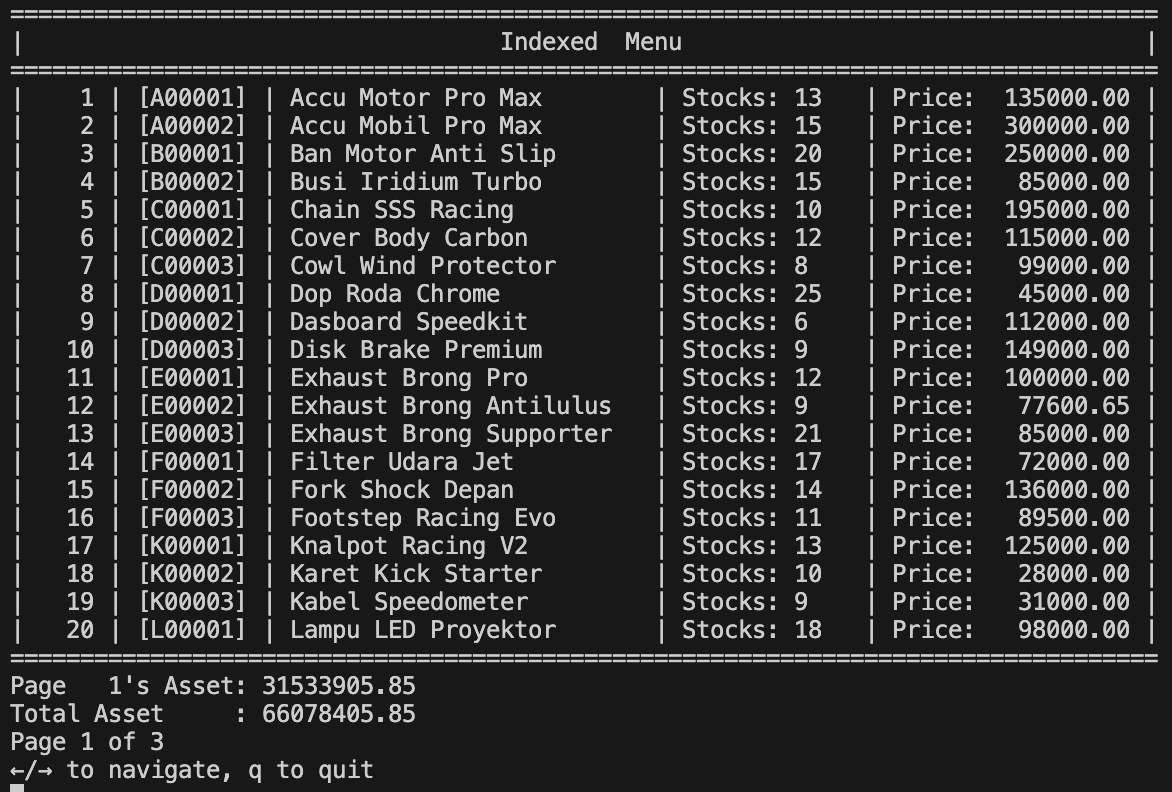 ================================================================================
|                                  Indexed  Menu                                 |
================================================================================
|    1 | [A00001] | Accu Motor Pro Max        | Stocks: 13   | Price:  135000.00 |
|    2 | [A00002] | Accu Mobil Pro Max        | Stocks: 15   | Price:  300000.00 |
|    3 | [B00001] | Ban Motor Anti Slip       | Stocks: 20   | Price:  250000.00 |
|    4 | [B00002] | Busi Iridium Turbo        | Stocks: 15   | Price:   85000.00 |
|    5 | [C00001] | Chain SSS Racing          | Stocks: 10   | Price:  195000.00 |
|    6 | [C00002] | Cover Body Carbon         | Stocks: 12   | Price:  115000.00 |
|    7 | [C00003] | Cowl Wind Protector       | Stocks: 8    | Price:   99000.00 |
|    8 | [D00001] | Dop Roda Chrome           | Stocks: 25   | Price:   45000.00 |
|    9 | [D00002] | Dasboard Speedkit         | Stocks: 6    | Price:  112000.00 |
|   10 | [D00003] | Disk Brake Premium        | Stocks: 9    | Price:  149000.00 |
|   11 | [E00001] | Exhaust Brong Pro         | Stocks: 12   | Price:  100000.00 |
|   12 | [E00002] | Exhaust Brong Antilulus   | Stocks: 9    | Price:   77600.65 |
|   13 | [E00003] | Exhaust Brong Supporter   | Stocks: 21   | Price:   85000.00 |
|   14 | [F00001] | Filter Udara Jet          | Stocks: 17   | Price:   72000.00 |
|   15 | [F00002] | Fork Shock Depan          | Stocks: 14   | Price:  136000.00 |
|   16 | [F00003] | Footstep Racing Evo       | Stocks: 11   | Price:   89500.00 |
|   17 | [K00001] | Knalpot Racing V2         | Stocks: 13   | Price:  125000.00 |
|   18 | [K00002] | Karet Kick Starter        | Stocks: 10   | Price:   28000.00 |
|   19 | [K00003] | Kabel Speedometer         | Stocks: 9    | Price:   31000.00 |
|   20 | [L00001] | Lampu LED Proyektor       | Stocks: 18   | Price:   98000.00 |
================================================================================
Page   1's Asset: 31533905.85
Total Asset     : 66078405.85
Page 1 of 3
←/→ to navigate, q to quit